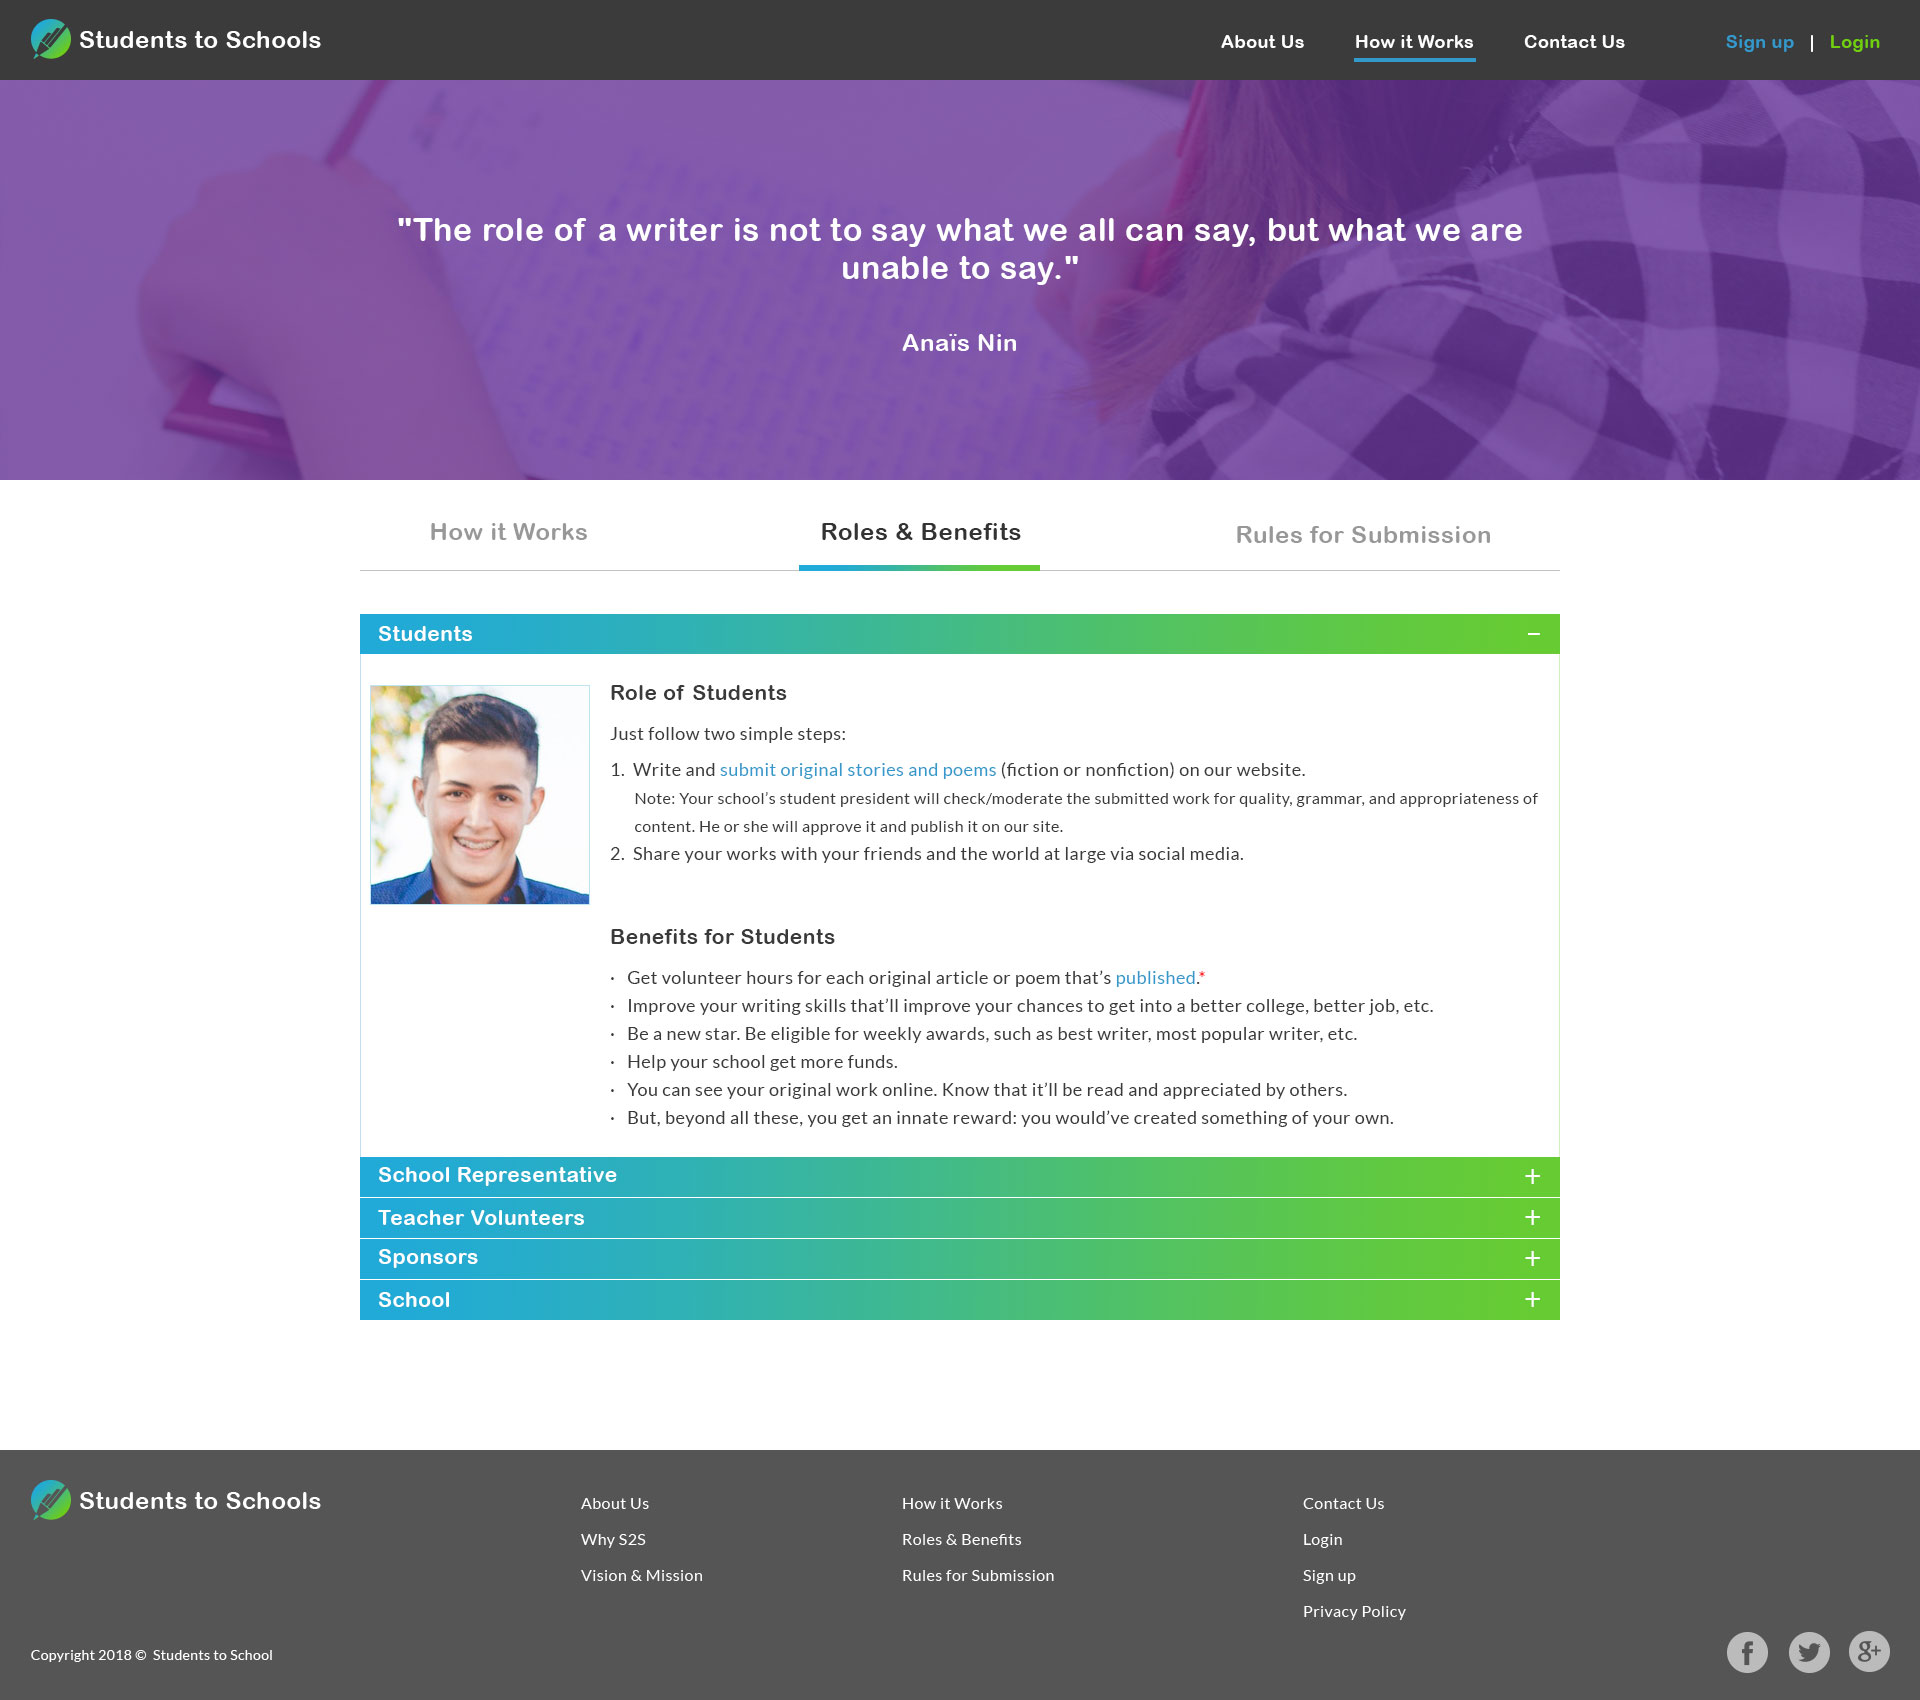 Students to Schools
About Us
How it Works
Contact Us
Sign up | Login
"The role of a writer is not to say what we all can say, but what we are
unable to say."
Anaïs Nin
How it Works
Roles & Benefits
Rules for Submission
Students
Role of Students
Just follow two simple steps:
1. Write and submit original stories and poems (fiction or nonfiction) on our website.
Note: Your school’s student president will check/moderate the submitted work for quality, grammar, and appropriateness of
content. He or she will approve it and publish it on our site.
2. Share your works with your friends and the world at large via social media.
Benefits for Students
· Get volunteer hours for each original article or poem that’s published.*
· Improve your writing skills that’ll improve your chances to get into a better college, better job, etc.
· Be a new star. Be eligible for weekly awards, such as best writer, most popular writer, etc.
· Help your school get more funds.
· You can see your original work online. Know that it’ll be read and appreciated by others.
· But, beyond all these, you get an innate reward: you would’ve created something of your own.
School Representative
Teacher Volunteers
Sponsors
School
Students to Schools
About Us
Why S2S
Vision & Mission
How it Works
Roles & Benefits
Rules for Submission
Contact Us
Login
Sign up
Privacy Policy
Copyright 2018 © Students to School